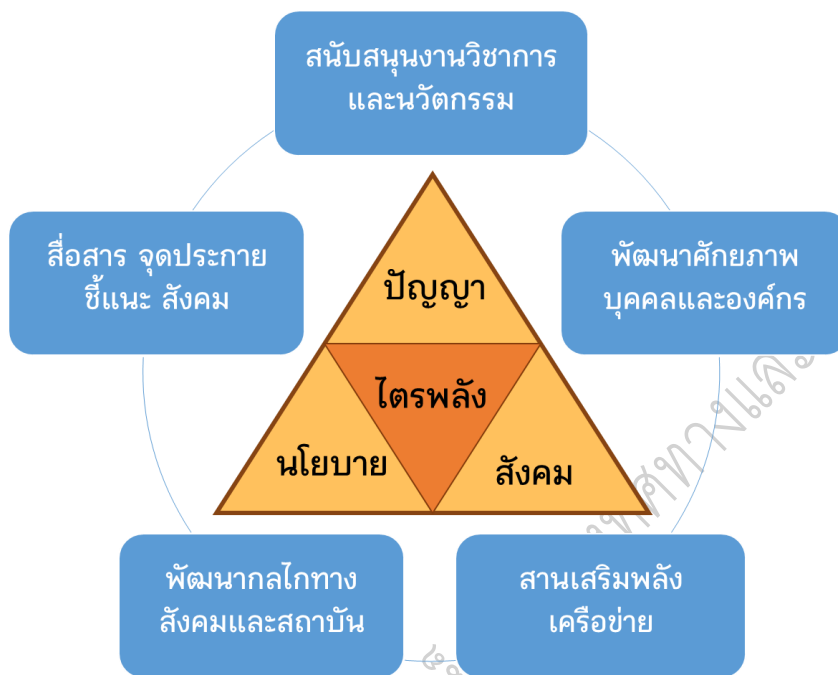 สนับสนุนงานวิชาการ
และนวัตกรรม
สื่อสาร จุดประกาย
ชี้แนะ สังคม
พัฒนาศักยภาพ
บุคคลและองค์กร
ปัญญา
ไตรพลัง
นโยบาย
สังคม
พัฒนากลไกทาง
สังคมและสถาบัน
สานเสริมพลัง
เครือข่าย